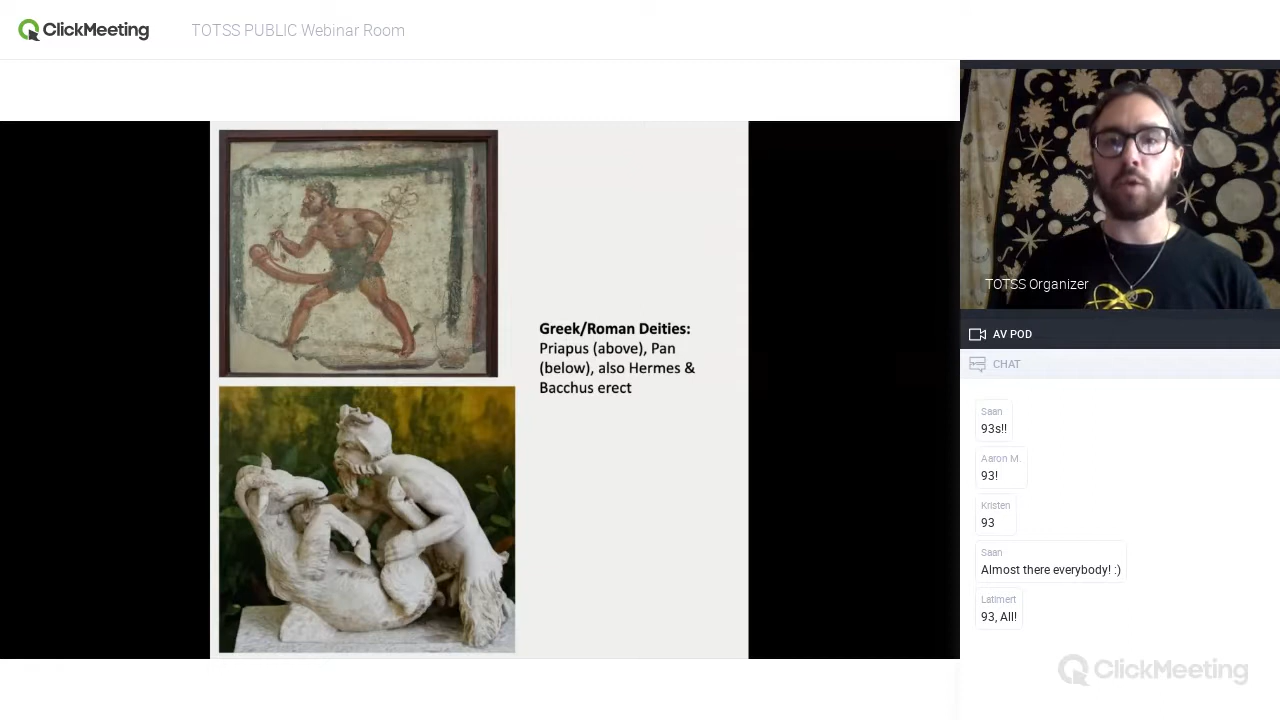 ClickMeeting
TOTSS PUBLIC Webinar Room
Greek/Roman Deities:
Priapus (above), Pan
(below), also Hermes &
Bacchus erect
TOTSS Organizer
AV POD
CHAT
Saan
93s!!
Aaron M.
93!
Kristen
93
Saan
Almost there everybody! :)
Latimert
93, All!
ClickMeeting